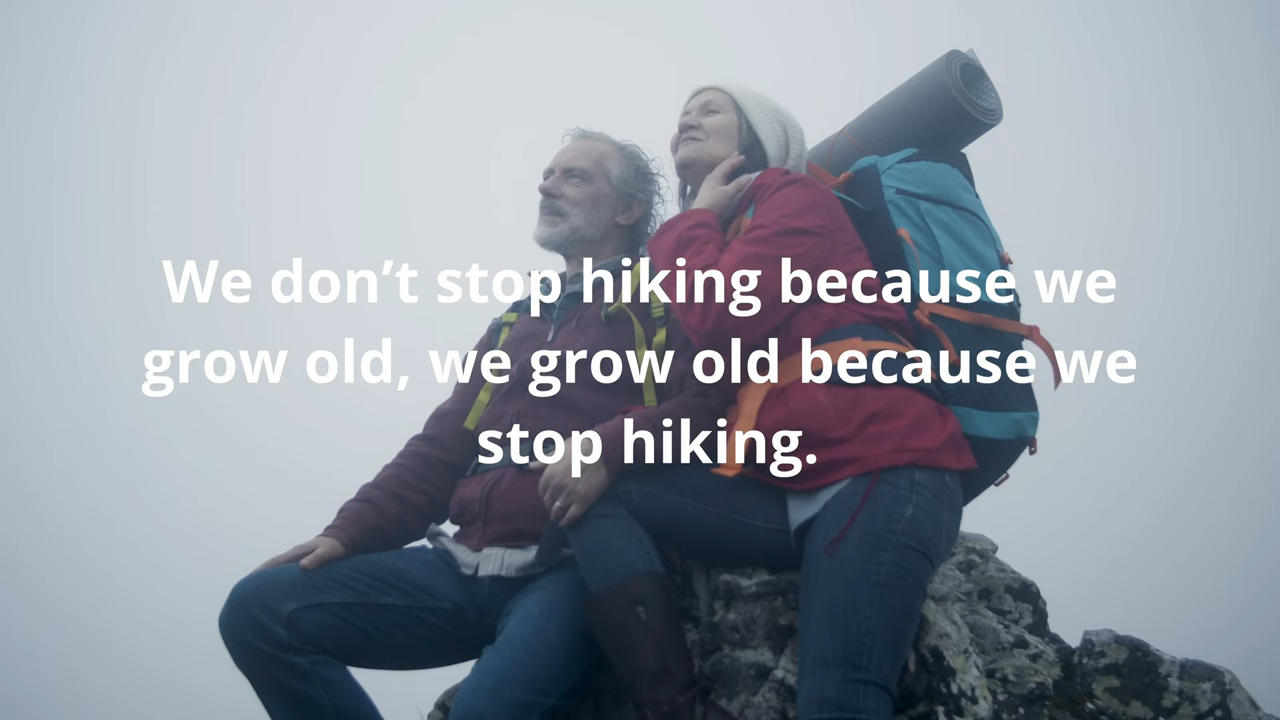 We don’t stop hiking because we
grow old, we grow old because we
stop hiking.